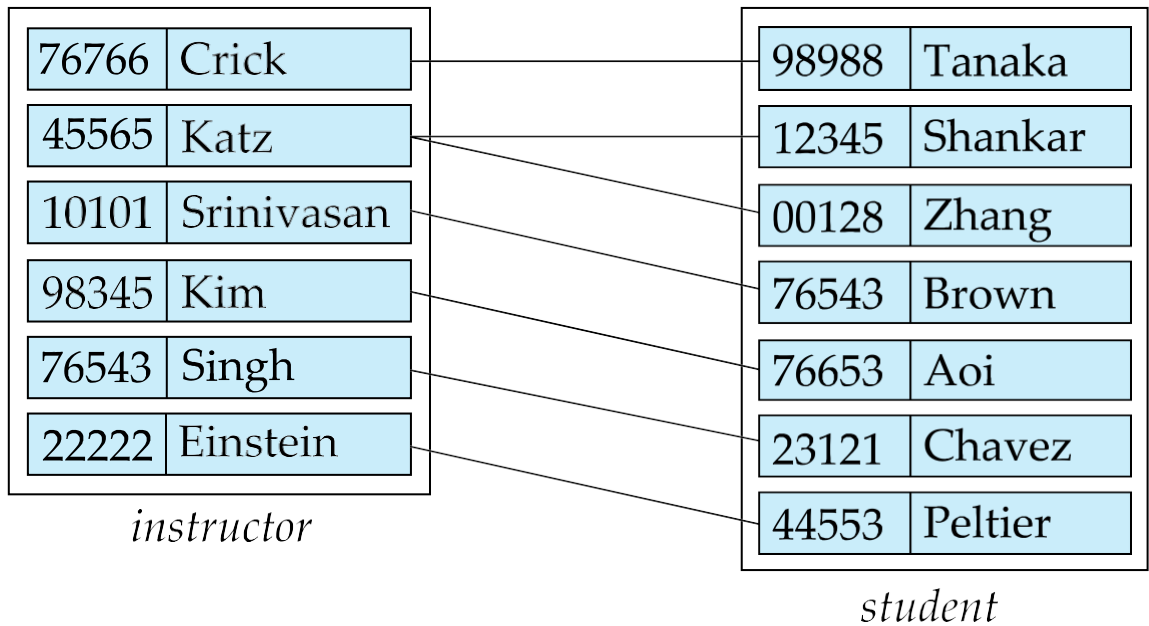 76766 Crick
45565 Katz
10101 Srinivasan
98345 Kim
76543 Singh
22222 Einstein
instructor
98988 Tanaka
12345 Shankar
00128 Zhang
76543 Brown
76653 Aoi
23121 Chavez
44553 Peltier
student